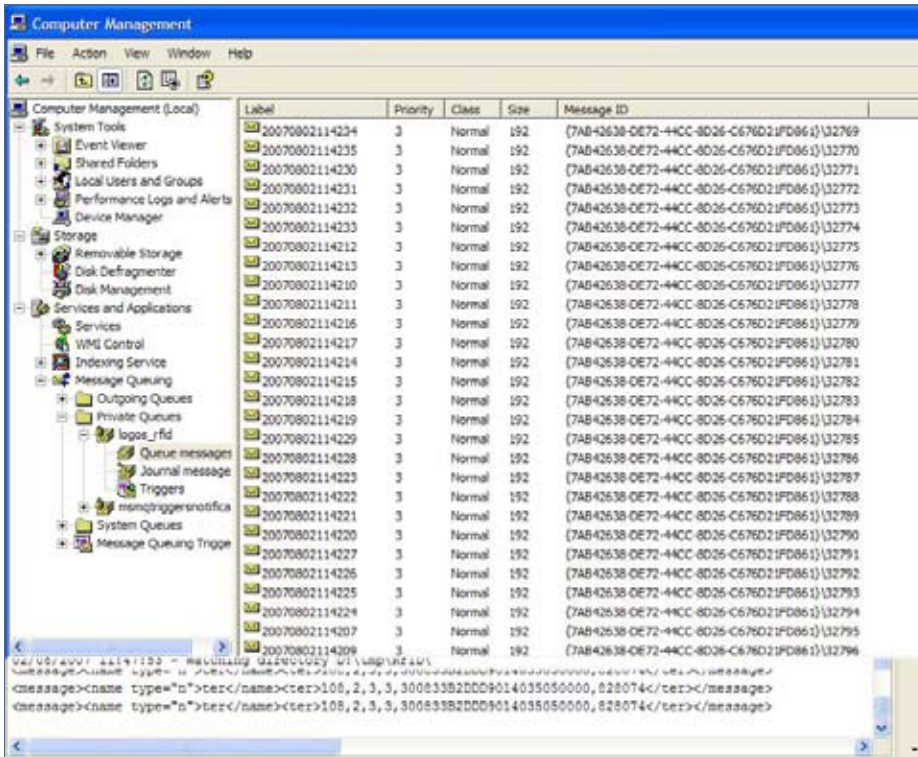 Computer Management
File Action View Window Help
Computer Management (Local)
System Tools
Event Viewer
Shared Folders
Local Users and Groups
Performance Logs and Alerts
Device Manager
Storage
Removable Storage
Disk Defragmenter
Disk Management
Services and Applications
Services
WMI Control
Indexing Service
Message Queuing
Outgoing Queues
Private Queues
logos_rfid
Queue messages
Journal message
Triggers
msmqtriggersnotifica
System Queues
Message Queuing Trigge
Label Priority Class Size Message ID
20070802114234 3 Normal 192 {7AB42638-DE72-44CC-8D26-C676D21FD861}\32769
20070802114235 3 Normal 192 {7AB42638-DE72-44CC-8D26-C676D21FD861}\32770
20070802114230 3 Normal 192 {7AB42638-DE72-44CC-8D26-C676D21FD861}\32771
20070802114231 3 Normal 192 {7AB42638-DE72-44CC-8D26-C676D21FD861}\32772
20070802114232 3 Normal 192 {7AB42638-DE72-44CC-8D26-C676D21FD861}\32773
20070802114233 3 Normal 192 {7AB42638-DE72-44CC-8D26-C676D21FD861}\32774
20070802114212 3 Normal 192 {7AB42638-DE72-44CC-8D26-C676D21FD861}\32775
20070802114213 3 Normal 192 {7AB42638-DE72-44CC-8D26-C676D21FD861}\32776
20070802114210 3 Normal 192 {7AB42638-DE72-44CC-8D26-C676D21FD861}\32777
20070802114211 3 Normal 192 {7AB42638-DE72-44CC-8D26-C676D21FD861}\32778
20070802114216 3 Normal 192 {7AB42638-DE72-44CC-8D26-C676D21FD861}\32779
20070802114217 3 Normal 192 {7AB42638-DE72-44CC-8D26-C676D21FD861}\32780
20070802114214 3 Normal 192 {7AB42638-DE72-44CC-8D26-C676D21FD861}\32781
20070802114215 3 Normal 192 {7AB42638-DE72-44CC-8D26-C676D21FD861}\32782
20070802114218 3 Normal 192 {7AB42638-DE72-44CC-8D26-C676D21FD861}\32783
20070802114219 3 Normal 192 {7AB42638-DE72-44CC-8D26-C676D21FD861}\32784
20070802114229 3 Normal 192 {7AB42638-DE72-44CC-8D26-C676D21FD861}\32785
20070802114228 3 Normal 192 {7AB42638-DE72-44CC-8D26-C676D21FD861}\32786
20070802114223 3 Normal 192 {7AB42638-DE72-44CC-8D26-C676D21FD861}\32787
20070802114222 3 Normal 192 {7AB42638-DE72-44CC-8D26-C676D21FD861}\32788
20070802114221 3 Normal 192 {7AB42638-DE72-44CC-8D26-C676D21FD861}\32789
20070802114220 3 Normal 192 {7AB42638-DE72-44CC-8D26-C676D21FD861}\32790
20070802114227 3 Normal 192 {7AB42638-DE72-44CC-8D26-C676D21FD861}\32791
20070802114226 3 Normal 192 {7AB42638-DE72-44CC-8D26-C676D21FD861}\32792
20070802114225 3 Normal 192 {7AB42638-DE72-44CC-8D26-C676D21FD861}\32793
20070802114224 3 Normal 192 {7AB42638-DE72-44CC-8D26-C676D21FD861}\32794
20070802114207 3 Normal 192 {7AB42638-DE72-44CC-8D26-C676D21FD861}\32795
20070802114209 3 Normal 192 {7AB42638-DE72-44CC-8D26-C676D21FD861}\32796
<message><name type="n">ter</name><ter>108,2,3,3,300833B2DDD9014035050000,828074</ter></message>
<message><name type="n">ter</name><ter>108,2,3,3,300833B2DDD9014035050000,828074</ter></message>